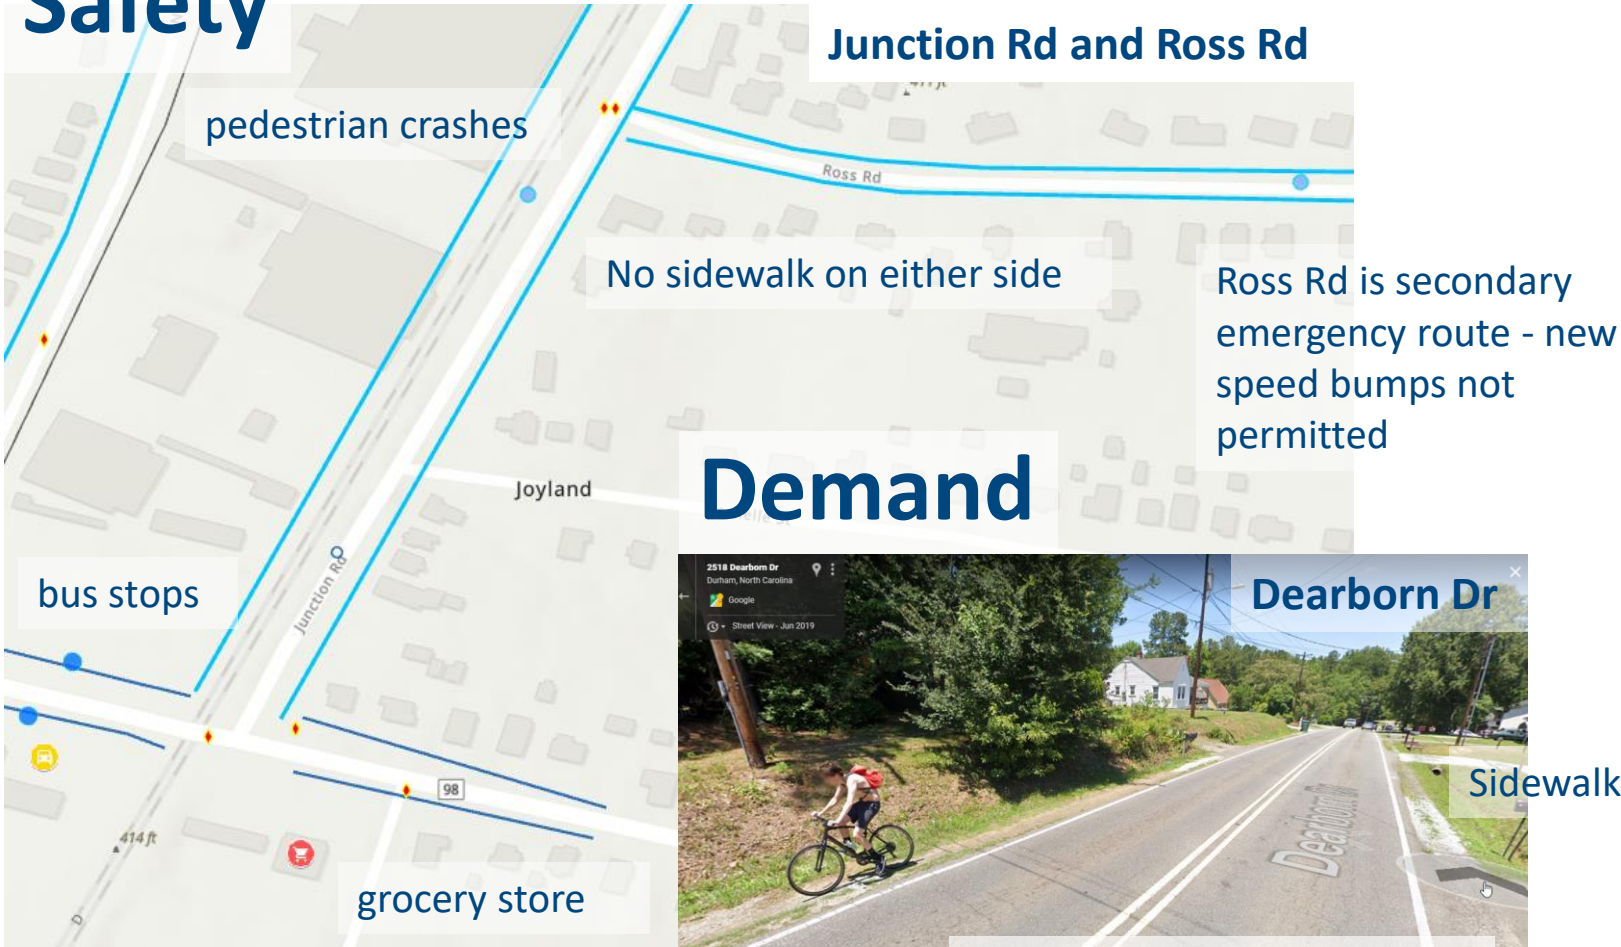 Safety
Junction Rd and Ross Rd
pedestrian crashes
Ross Rd
No sidewalk on either side
Ross Rd is secondary
emergency route - new
speed bumps not
permitted
Joyland
Demand
Junction Rd
bus stops
2518 Dearborn Dr
Durham, North Carolina
Google
Street View - Jun 2019
Dearborn Dr
Sidewalk
Dearborn Dr
98
414 ft
grocery store
D